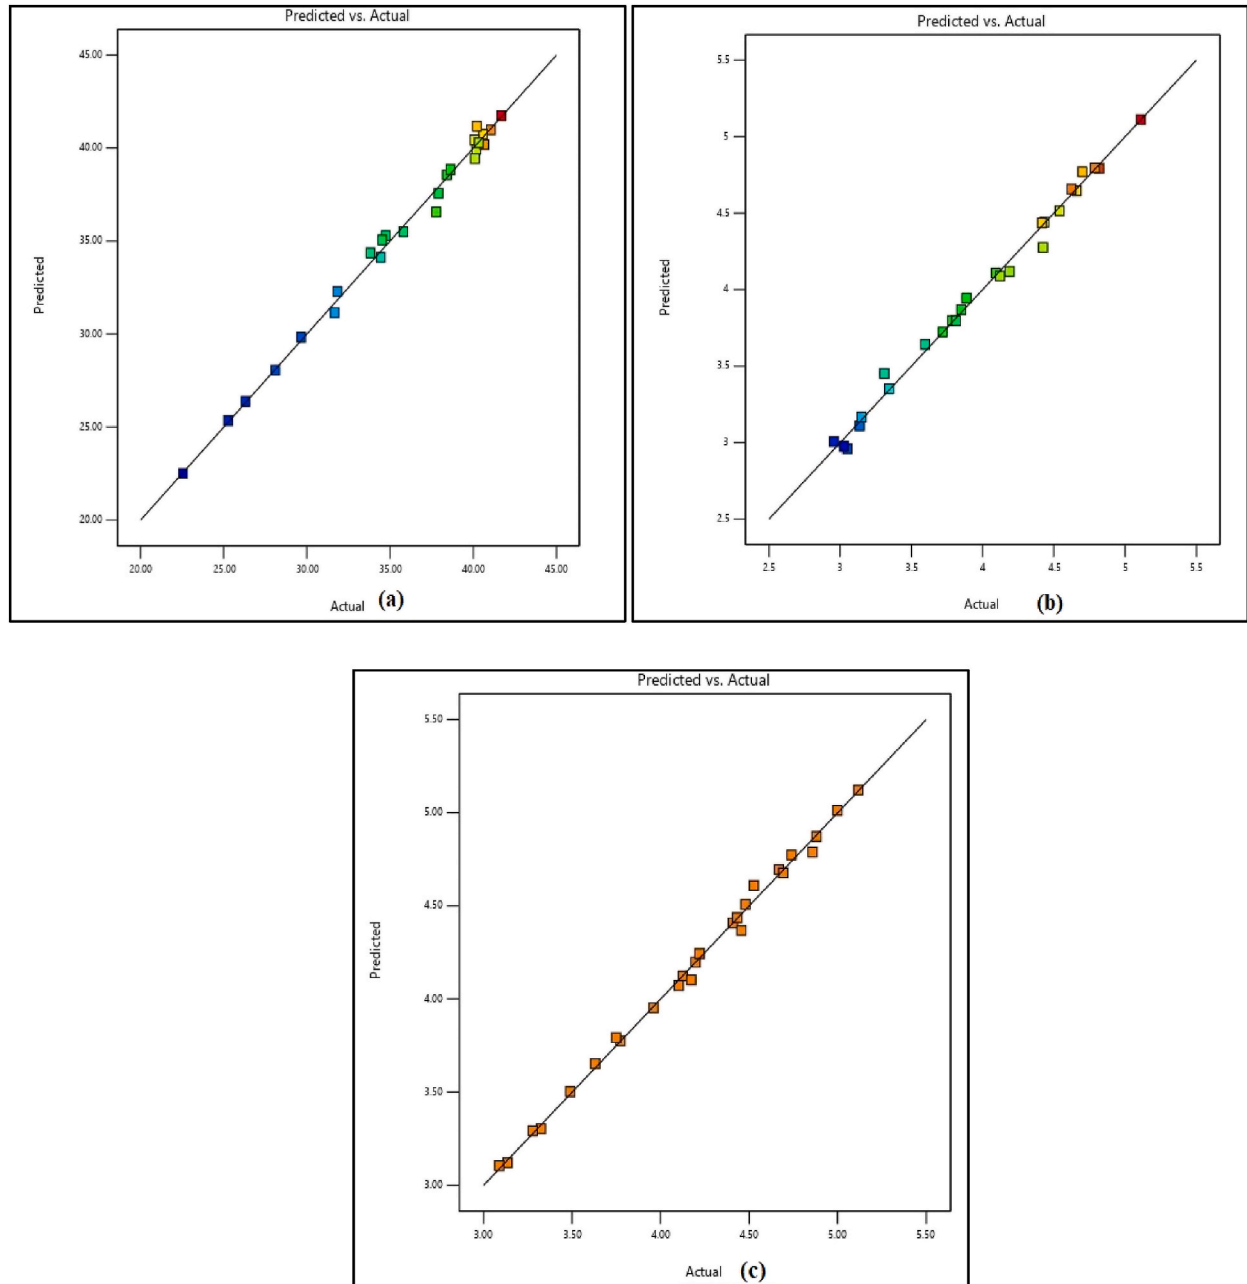 Predicted vs. Actual
45.00
40.00
35.00
30.00
25.00
20.00
Predicted
20.00 25.00 30.00 35.00 40.00 45.00
Actual (a)
Predicted vs. Actual
5.5
5
4.5
4
3.5
3
2.5
Predicted
2.5 3 3.5 4 4.5 5 5.5
Actual (b)
Predicted vs. Actual
5.50
5.00
4.50
4.00
3.50
3.00
Predicted
3.00 3.50 4.00 4.50 5.00 5.50
Actual (c)